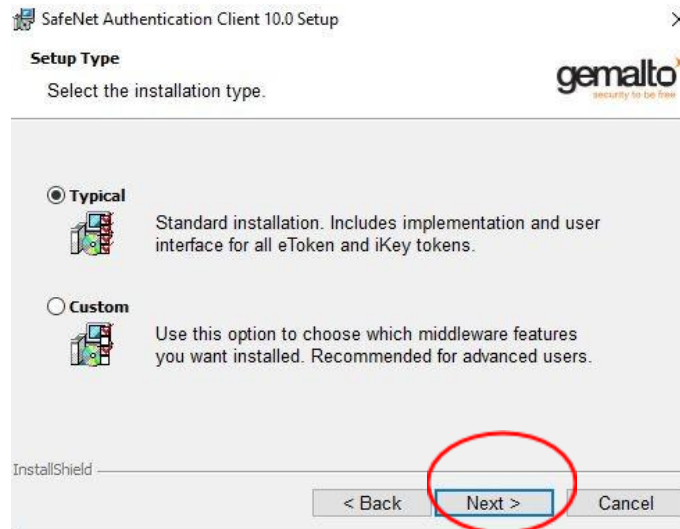 SafeNet Authentication Client 10.0 Setup
Setup Type
Select the installation type.
gemalto
security to be free
Typical
Standard installation. Includes implementation and user
interface for all eToken and iKey tokens.
Custom
Use this option to choose which middleware features
you want installed. Recommended for advanced users.
InstallShield
< Back Next > Cancel